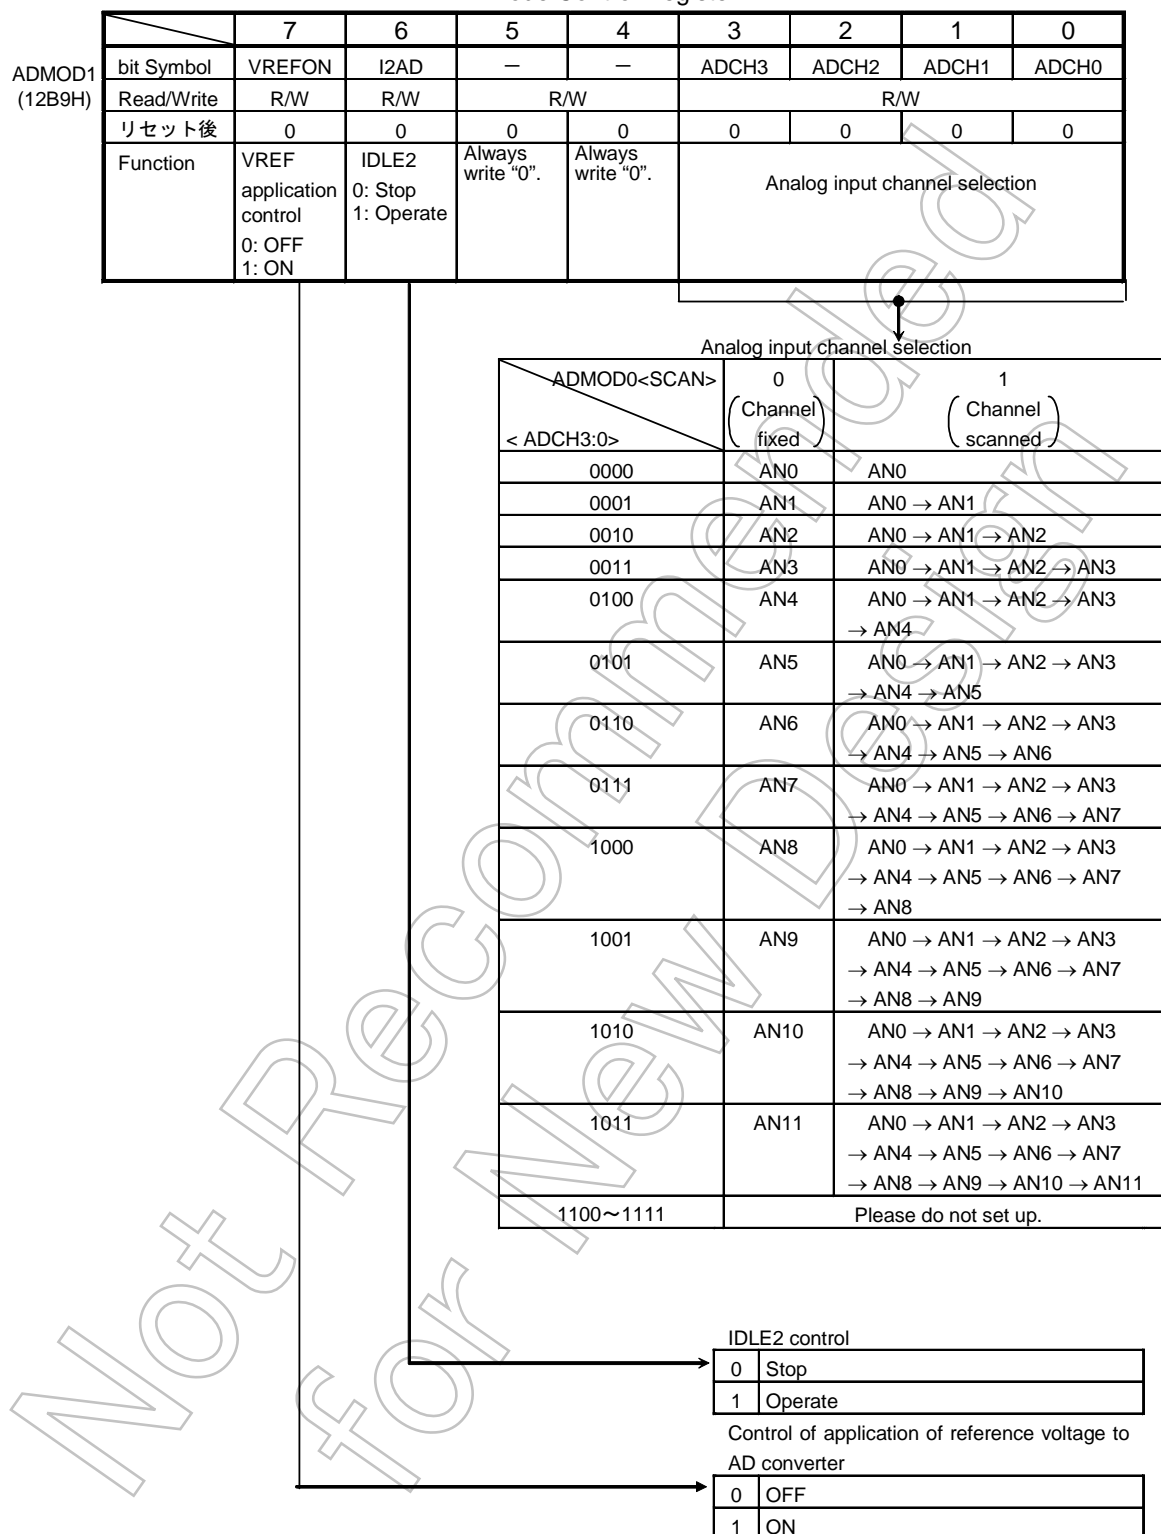 7 6 5 4 3 2 1 0
ADMOD1 (12B9H)
bit Symbol VREFON I2AD － － ADCH3 ADCH2 ADCH1 ADCH0
Read/Write R/W R/W R/W R/W
リセット後 0 0 0 0 0 0 0 0
Function VREF application control 0: OFF 1: ON IDLE2 0: Stop 1: Operate Always write “0”. Always write “0”. Analog input channel selection
Analog input channel selection
ADMOD0<SCAN> < ADCH3:0> 0 (Channel fixed) 1 (Channel scanned)
0000 AN0 AN0
0001 AN1 AN0 → AN1
0010 AN2 AN0 → AN1 → AN2
0011 AN3 AN0 → AN1 → AN2 → AN3
0100 AN4 AN0 → AN1 → AN2 → AN3
→ AN4
0101 AN5 AN0 → AN1 → AN2 → AN3
→ AN4 → AN5
0110 AN6 AN0 → AN1 → AN2 → AN3
→ AN4 → AN5 → AN6
0111 AN7 AN0 → AN1 → AN2 → AN3
→ AN4 → AN5 → AN6 → AN7
1000 AN8 AN0 → AN1 → AN2 → AN3
→ AN4 → AN5 → AN6 → AN7
→ AN8
1001 AN9 AN0 → AN1 → AN2 → AN3
→ AN4 → AN5 → AN6 → AN7
→ AN8 → AN9
1010 AN10 AN0 → AN1 → AN2 → AN3
→ AN4 → AN5 → AN6 → AN7
→ AN8 → AN9 → AN10
1011 AN11 AN0 → AN1 → AN2 → AN3
→ AN4 → AN5 → AN6 → AN7
→ AN8 → AN9 → AN10 → AN11
1100～1111 Please do not set up.
IDLE2 control
0 Stop
1 Operate
Control of application of reference voltage to
AD converter
0 OFF
1 ON
Not Recommended
for New Design